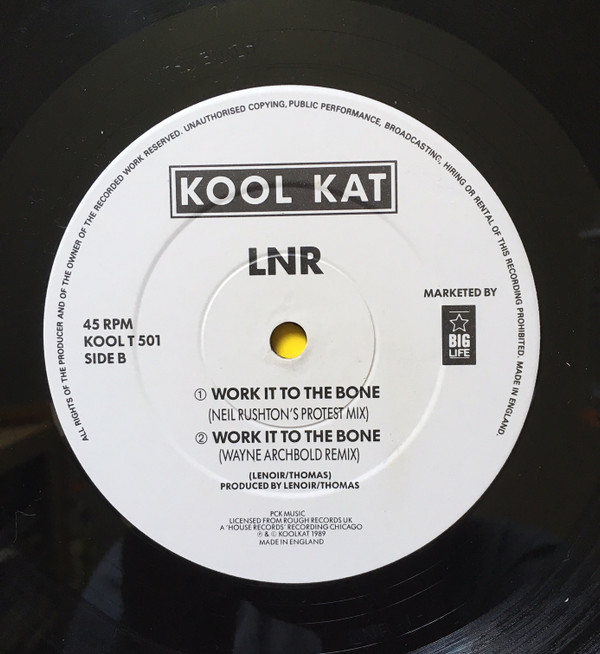 ALL RIGHTS OF THE PRODUCER AND OF THE OWNER OF THE RECORDED WORK RESERVED. UNAUTHORISED COPYING, PUBLIC PERFORMANCE, BROADCASTING, HIRING OR RENTAL OF THIS RECORDING PROHIBITED. MADE IN ENGLAND.
KOOL KAT
LNR
MARKETED BY
BIG
LIFE
45 RPM
KOOL T 501
SIDE B
① WORK IT TO THE BONE
(NEIL RUSHTON'S PROTEST MIX)
② WORK IT TO THE BONE
(WAYNE ARCHBOLD REMIX)
(LENOIR/THOMAS)
PRODUCED BY LENOIR/THOMAS
PCK MUSIC
LICENSED FROM ROUGH RECORDS UK
A 'HOUSE RECORDS' RECORDING CHICAGO
℗ & © KOOLKAT 1989
MADE IN ENGLAND